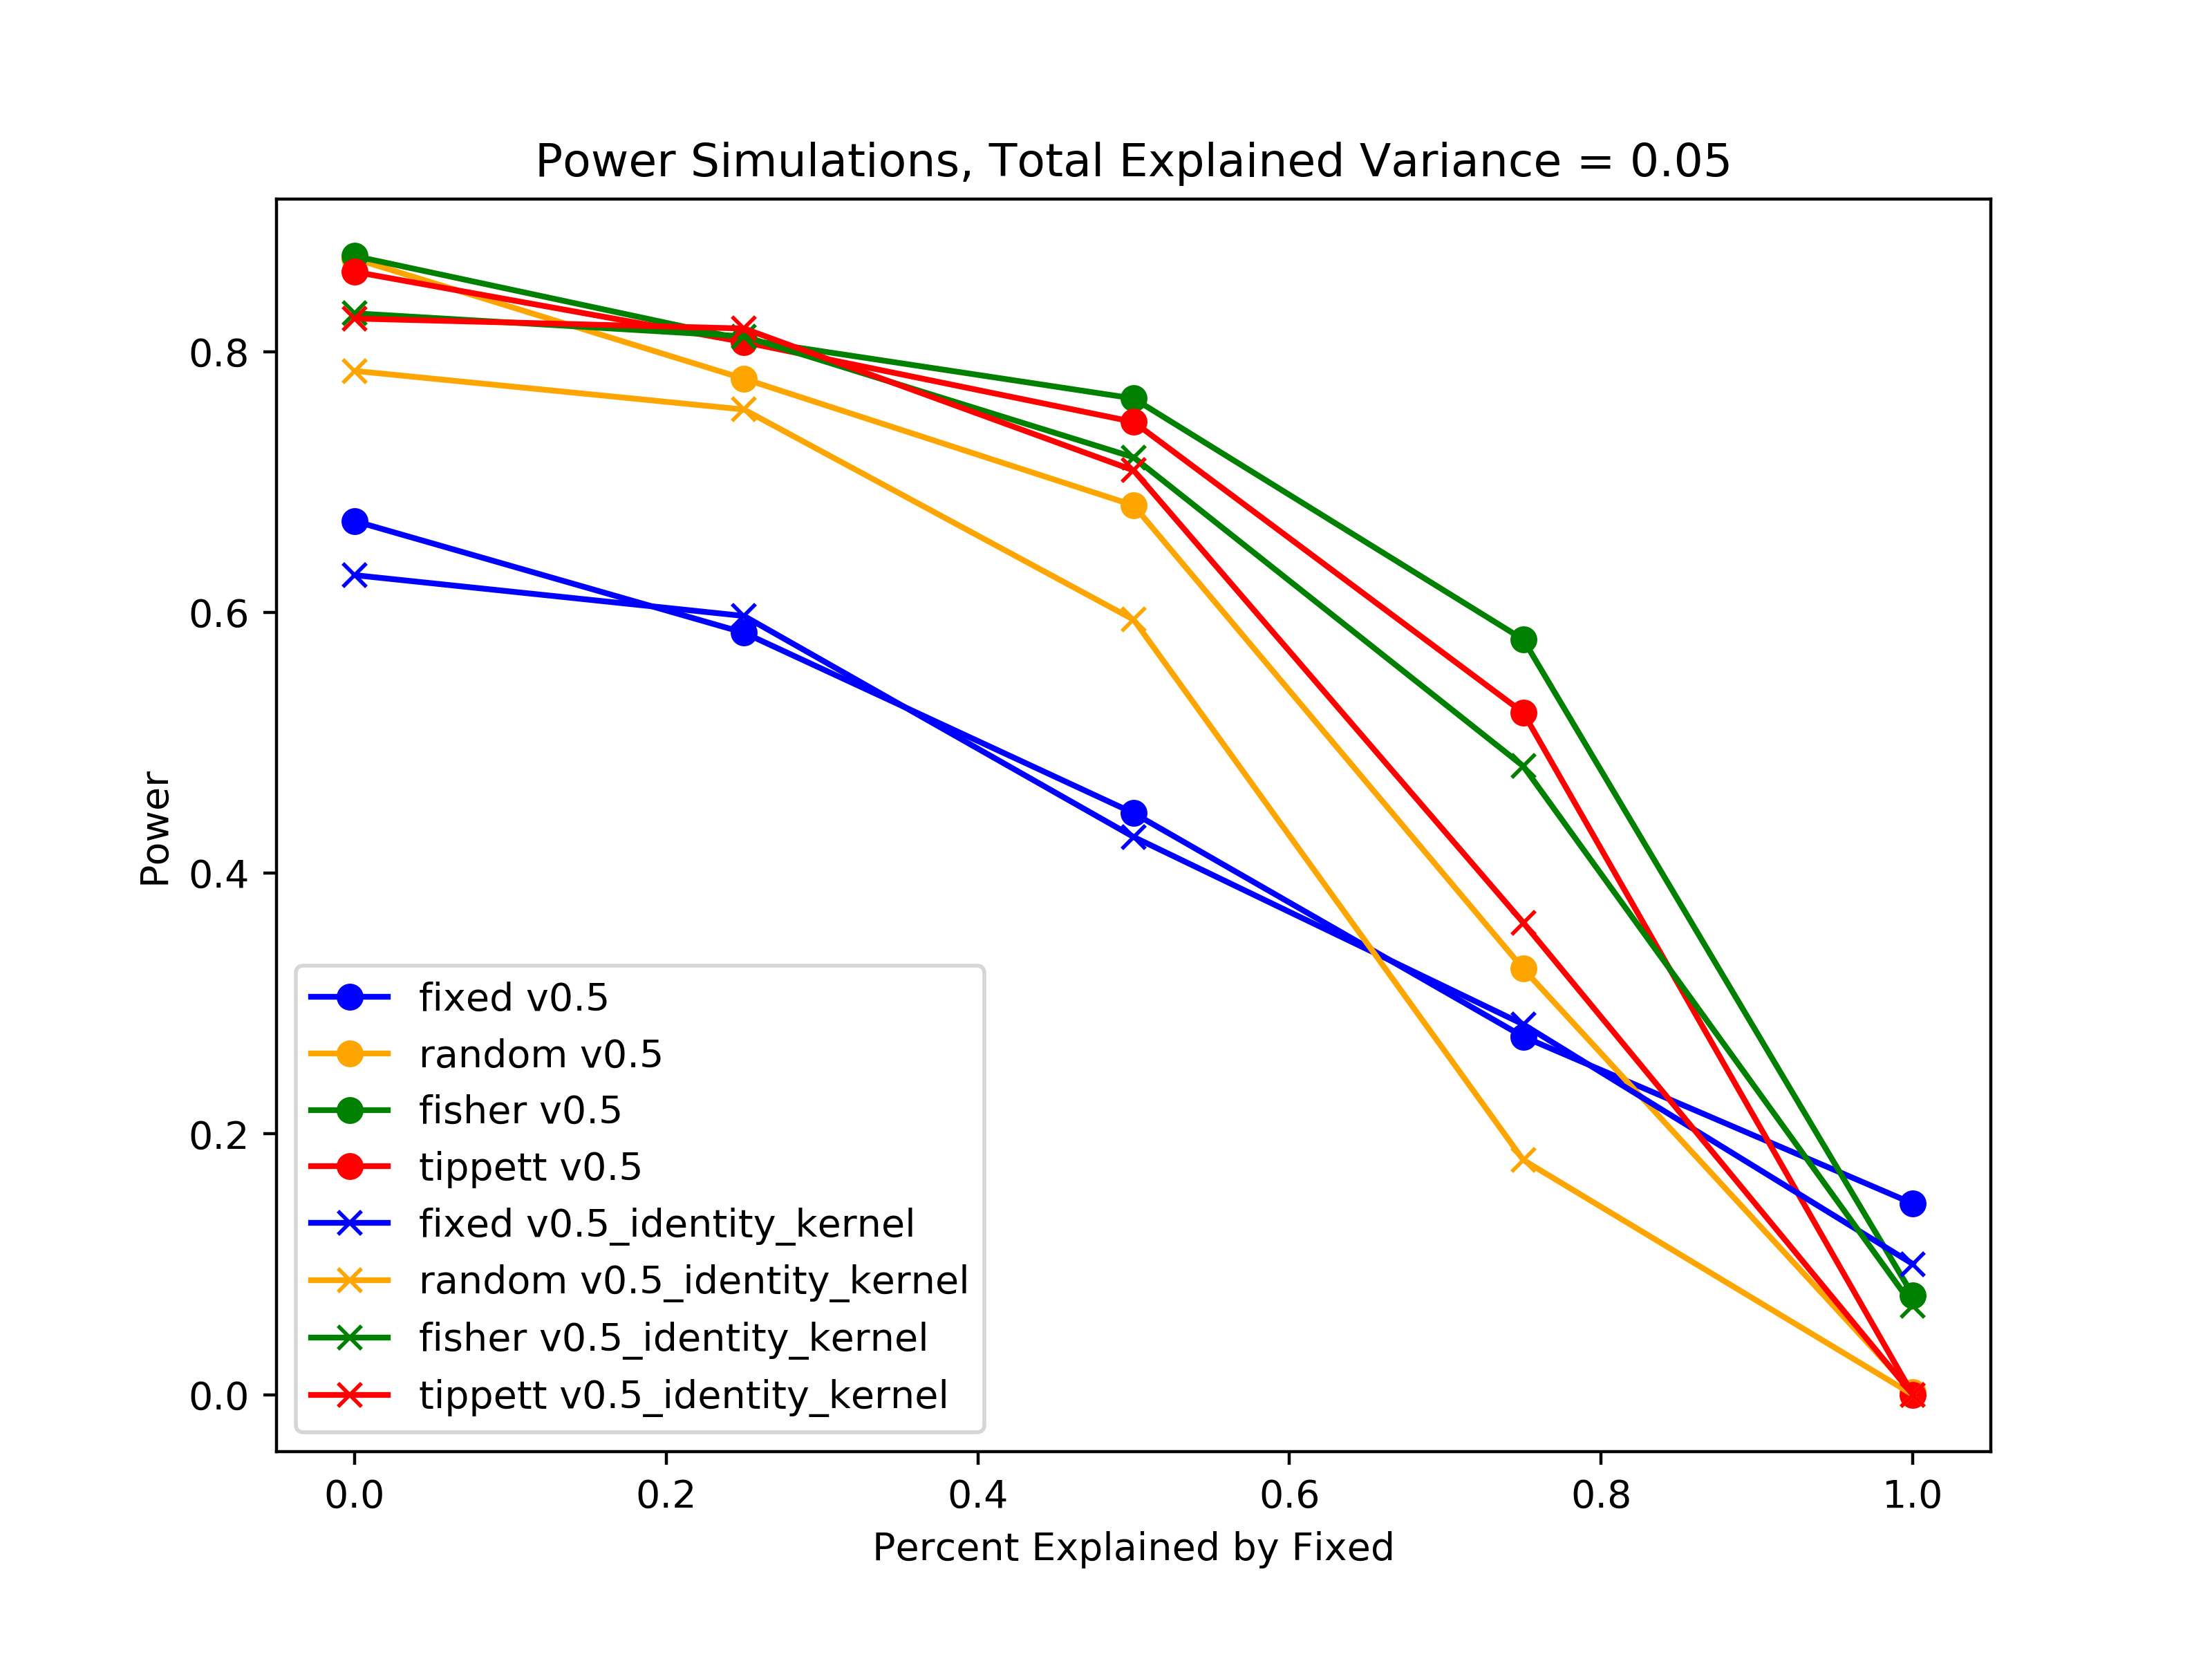 Power Simulations, Total Explained Variance = 0.05
Power
0.8
0.6
0.4
0.2
0.0
fixed v0.5
random v0.5
fisher v0.5
tippett v0.5
fixed v0.5_identity_kernel
random v0.5_identity_kernel
fisher v0.5_identity_kernel
tippett v0.5_identity_kernel
0.0 0.2 0.4 0.6 0.8 1.0
Percent Explained by Fixed